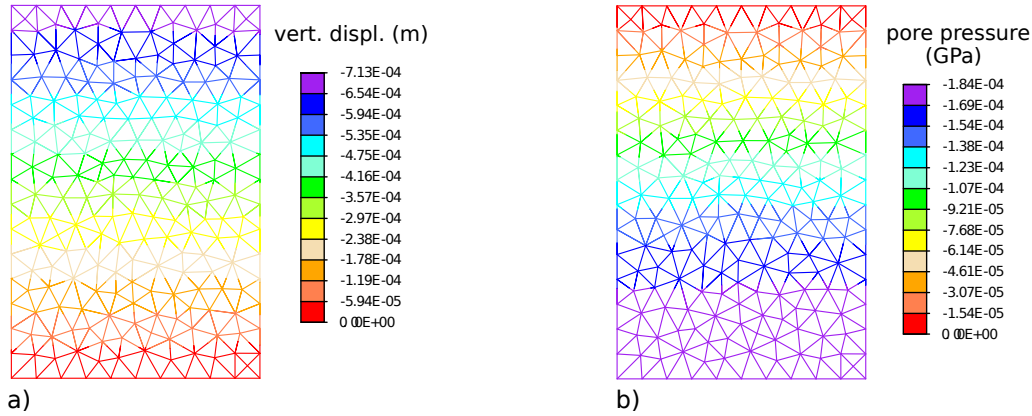 vert. displ. (m)
-7.13E-04
-6.54E-04
-5.94E-04
-5.35E-04
-4.75E-04
-4.16E-04
-3.57E-04
-2.97E-04
-2.38E-04
-1.78E-04
-1.19E-04
-5.94E-05
0.0E+00
a)
pore pressure
(GPa)
-1.84E-04
-1.69E-04
-1.54E-04
-1.38E-04
-1.23E-04
-1.07E-04
-9.21E-05
-7.68E-05
-6.14E-05
-4.61E-05
-3.07E-05
-1.54E-05
0.0E+00
b)